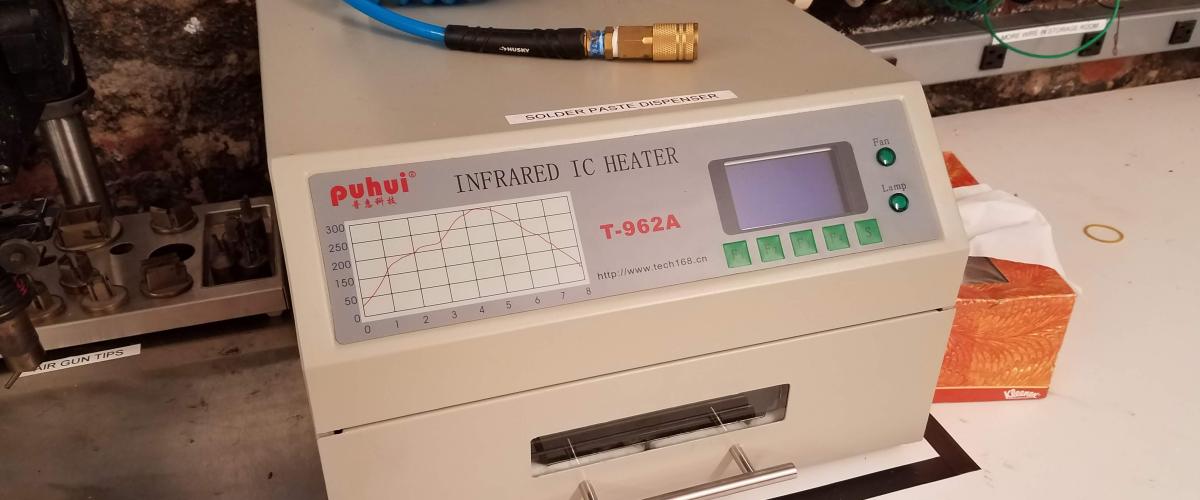 HUSKY
MORE WIRE IN STORAGE ROOM
SOLDER PASTE DISPENSER
puhui®
普惠科技
INFRARED IC HEATER
Fan
Lamp
T-962A
http://www.tech168.cn
300
250
200
150
50
0
0 1 2 3 4 5 6 7 8
S
AIR GUN TIPS
Kleenex